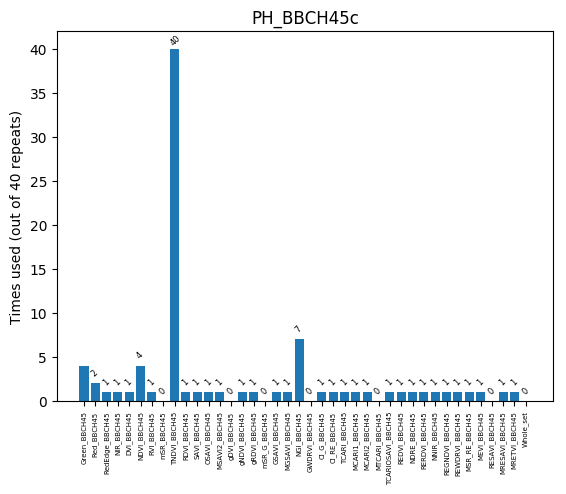 PH_BBCH45c
Times used (out of 40 repeats)
40
35
30
25
20
15
10
5
0
2
1
1
1
4
1
0
40
1
1
1
1
0
1
1
0
1
1
7
0
1
1
1
1
1
0
1
1
1
1
1
1
1
1
1
0
1
1
0
Green_BBCH45
Red_BBCH45
RedEdge_BBCH45
NIR_BBCH45
DVI_BBCH45
NDVI_BBCH45
RVI_BBCH45
mSR_BBCH45
TNDVI_BBCH45
RDVI_BBCH45
SAVI_BBCH45
OSAVI_BBCH45
MSAVI2_BBCH45
gDVI_BBCH45
gNDVI_BBCH45
gRDVI_BBCH45
mSR_G_BBCH45
GSAVI_BBCH45
MGSAVI_BBCH45
NGI_BBCH45
GWDRVI_BBCH45
CI_G_BBCH45
CI_RE_BBCH45
TCARI_BBCH45
MCARI1_BBCH45
MCARI2_BBCH45
MTCARI_BBCH45
TCARIOSAVI_BBCH45
REDVI_BBCH45
NDRE_BBCH45
RERDVI_BBCH45
NNIR_BBCH45
REGNDVI_BBCH45
REWDRVI_BBCH45
MSR_RE_BBCH45
MEVI_BBCH45
RESAVI_BBCH45
MRESAVI_BBCH45
MRETVI_BBCH45
Whole_set